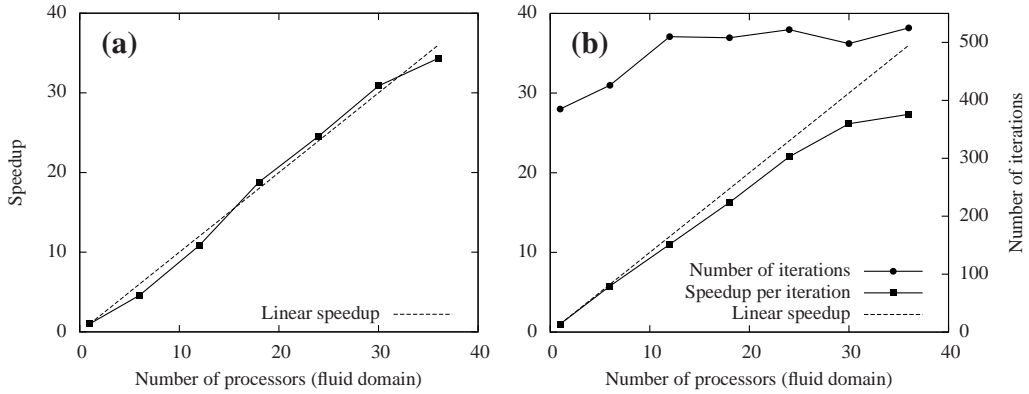 (a)
40
30
20
10
0
Speedup
Linear speedup
0
10
20
30
40
Number of processors (fluid domain)
(b)
40
30
20
10
0
500
400
300
200
100
0
Number of iterations
Number of iterations
Speedup per iteration
Linear speedup
0
10
20
30
40
Number of processors (fluid domain)